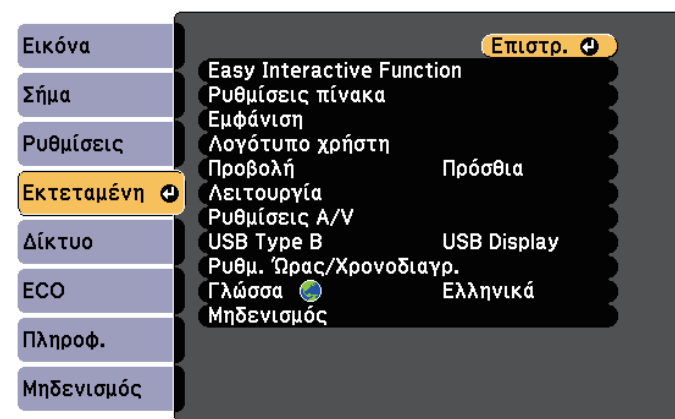 Εικόνα
Σήμα
Ρυθμίσεις
Εκτεταμένη
Δίκτυο
ECO
Πληροφ.
Μηδενισμός
Επιστρ.
Easy Interactive Function
Ρυθμίσεις πίνακα
Εμφάνιση
Λογότυπο χρήστη
Προβολή Πρόσθια
Λειτουργία
Ρυθμίσεις A/V
USB Type B USB Display
Ρυθμ. Ώρας/Χρονοδιαγρ.
Γλώσσα Ελληνικά
Μηδενισμός